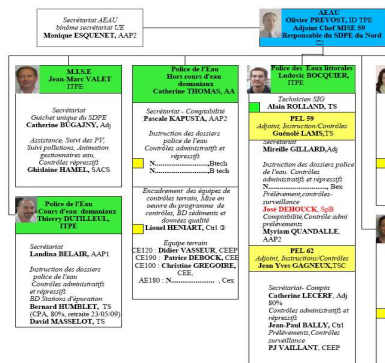 Secrétariat AEAU
binôme secrétariat UE
Monique ESQUENET, AAP2
AEAU
Olivier PREVOST, ID TPE
Adjoint Chef MISE 59
Responsable du SDPE du Nord
M.I.S.E
Jean-Marc VALET
ITPE
Secrétariat
Guichet unique du SDPE
Catherine BUGAJNY, Adj
Assistance, Suivi des PV,
Suivi pollutions, animation
gestionnaires eau,
Contrôles répressifs
Ghislaine HAMEL, SACS
Police de l'Eau
Cours d'eau domaniaux
Thierry DUTILLEUL,
ITPE
Secrétariat
Landina BELAIR, AAP1
Instruction des dossiers
police de l'eau
Contrôles administratifs
et répressifs
BD Stations d'épuration
Bernard HUMBLET, TS
(CPA, 80%, retraite 23/05/09)
David MASSELOT, TS
Police de l'Eau
Hors cours d'eau
domaniaux
Catherine THOMAS, AA
Secrétariat - Comptabilité
Pascale KAPUSTA, AAP2
Instruction des dossiers
police de l'eau
Contrôles administratifs et
répressifs
N..............,Btech
N..............,B tech
Encadrement des équipes de
contrôles terrain, Mise en
oeuvre du programme de
contrôles, BD sédiments et
données qualité
Lionel HENIART, Ctrl
Equipe terrain
CE120 : Didier VASSEUR, CEEP
CE190 : Patrice DEBOCK, CEE
CE100 : Christine GREGOIRE,
CEE,
AE180 : N.............. , Cex
Police des Eaux littorales
Ludovic BOCQUIER,
ITPE
Technicien SIG
Alain ROLLAND, TS
PEL 59
Adjoint, Instruction/Contrôles
Guénolé LAMS,TS
Secrétariat
Mireille GILLARD,Adj
Instruction des dossiers police
de l'eau Contrôles
administratifs et répressifs
N.............., Bex
Prélèvement,contrôles-
surveillance
José DEHOUCK, SpB
Comptabilité,Contrôle admi
prélèvements
Myriam QUANDALLE,
AAP2
PEL 62
Adjoint, Instructions/Contrôles
Jean Yves GAGNEUX,TSC
Secrétariat- Compta
Catherine LECERF, Adj
80%
Contrôles administratifs et
répressifs
Jean-Paul BALLY, Ctrl
Prélèvements,Contrôles
surveillance
PJ VAILLANT, CEEP